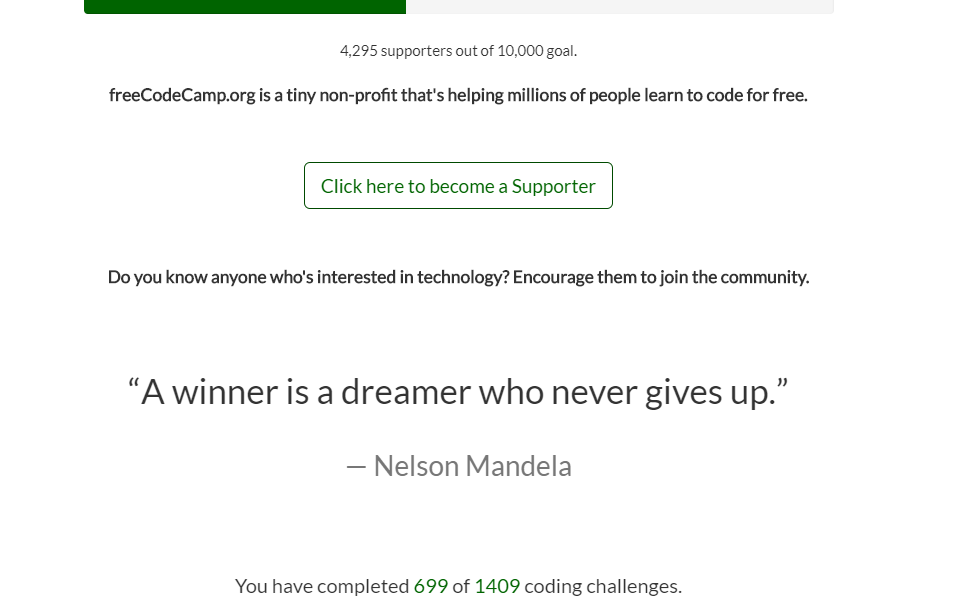 4,295 supporters out of 10,000 goal.
freeCodeCamp.org is a tiny non-profit that's helping millions of people learn to code for free.
Click here to become a Supporter
Do you know anyone who's interested in technology? Encourage them to join the community.
“A winner is a dreamer who never gives up.”
— Nelson Mandela
You have completed 699 of 1409 coding challenges.